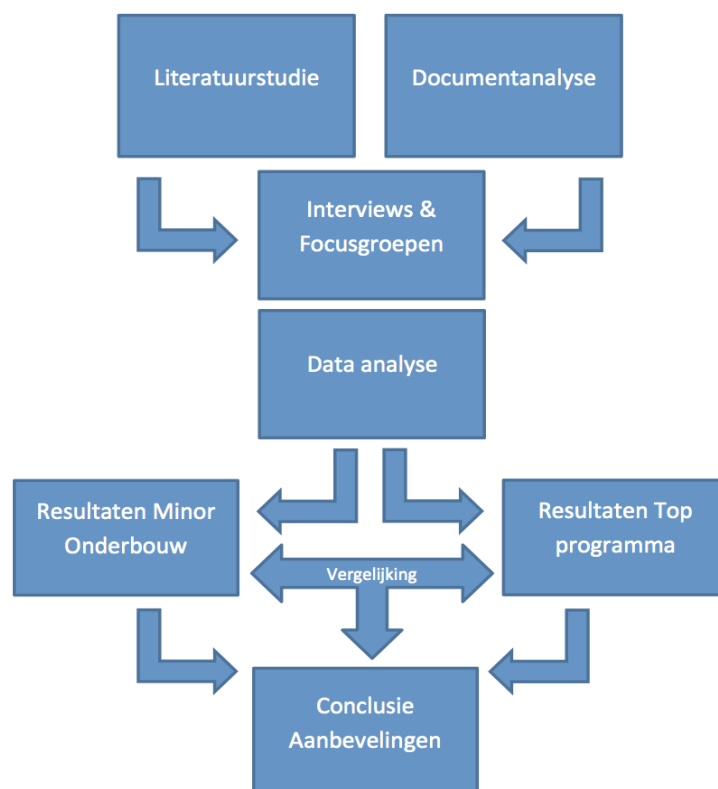 Literatuurstudie
Documentanalyse
Interviews &
Focusgroepen
Data analyse
Resultaten Minor
Onderbouw
Resultaten Top
programma
Vergelijking
Conclusie
Aanbevelingen